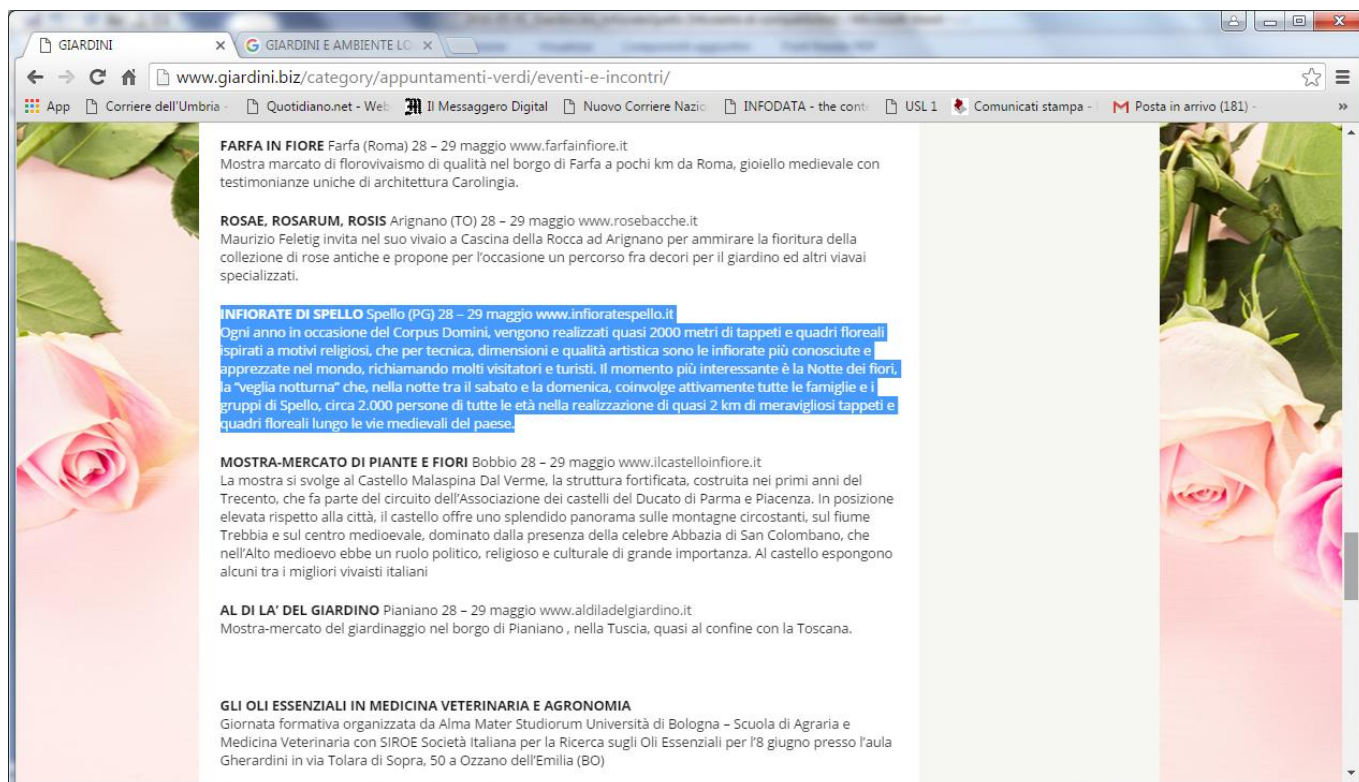 GIARDINI
GIARDINI E AMBIENTE LO
www.giardini.biz/category/appuntamenti-verdi/eventi-e-incontri/
App Corriere dell'Umbria - Quotidiano.net - Web Il Messaggero Digital Nuovo Corriere Nazio INFODATA - the conte USL 1 Comunicati stampa - Posta in arrivo (181) - »
FARFA IN FIORE Farfa (Roma) 28 – 29 maggio www.farfainfiore.it
Mostra marcato di florovivaismo di qualità nel borgo di Farfa a pochi km da Roma, gioiello medievale con
testimonianze uniche di architettura Carolingia.
ROSAE, ROSARUM, ROSIS Arignano (TO) 28 – 29 maggio www.rosebacche.it
Maurizio Feletig invita nel suo vivaio a Cascina della Rocca ad Arignano per ammirare la fioritura della
collezione di rose antiche e propone per l'occasione un percorso fra decori per il giardino ed altri viavai
specializzati.
INFIORATE DI SPELLO Spello (PG) 28 – 29 maggio www.infioratespello.it
Ogni anno in occasione del Corpus Domini, vengono realizzati quasi 2000 metri di tappeti e quadri floreali
ispirati a motivi religiosi, che per tecnica, dimensioni e qualità artistica sono le infiorate più conosciute e
apprezzate nel mondo, richiamando molti visitatori e turisti. Il momento più interessante è la Notte dei fiori,
la "veglia notturna" che, nella notte tra il sabato e la domenica, coinvolge attivamente tutte le famiglie e i
gruppi di Spello, circa 2.000 persone di tutte le età nella realizzazione di quasi 2 km di meravigliosi tappeti e
quadri floreali lungo le vie medievali del paese.
MOSTRA-MERCATO DI PIANTE E FIORI Bobbio 28 – 29 maggio www.ilcastelloinfiore.it
La mostra si svolge al Castello Malaspina Dal Verme, la struttura fortificata, costruita nei primi anni del
Trecento, che fa parte del circuito dell'Associazione dei castelli del Ducato di Parma e Piacenza. In posizione
elevata rispetto alla città, il castello offre uno splendido panorama sulle montagne circostanti, sul fiume
Trebbia e sul centro medioevale, dominato dalla presenza della celebre Abbazia di San Colombano, che
nell'Alto medioevo ebbe un ruolo politico, religioso e culturale di grande importanza. Al castello espongono
alcuni tra i migliori vivaisti italiani
AL DI LA' DEL GIARDINO Pianiano 28 – 29 maggio www.aldiladelgiardino.it
Mostra-mercato del giardinaggio nel borgo di Pianiano , nella Tuscia, quasi al confine con la Toscana.
GLI OLI ESSENZIALI IN MEDICINA VETERINARIA E AGRONOMIA
Giornata formativa organizzata da Alma Mater Studiorum Università di Bologna – Scuola di Agraria e
Medicina Veterinaria con SIROE Società Italiana per la Ricerca sugli Oli Essenziali per l'8 giugno presso l'aula
Gherardini in via Tolara di Sopra, 50 a Ozzano dell'Emilia (BO)